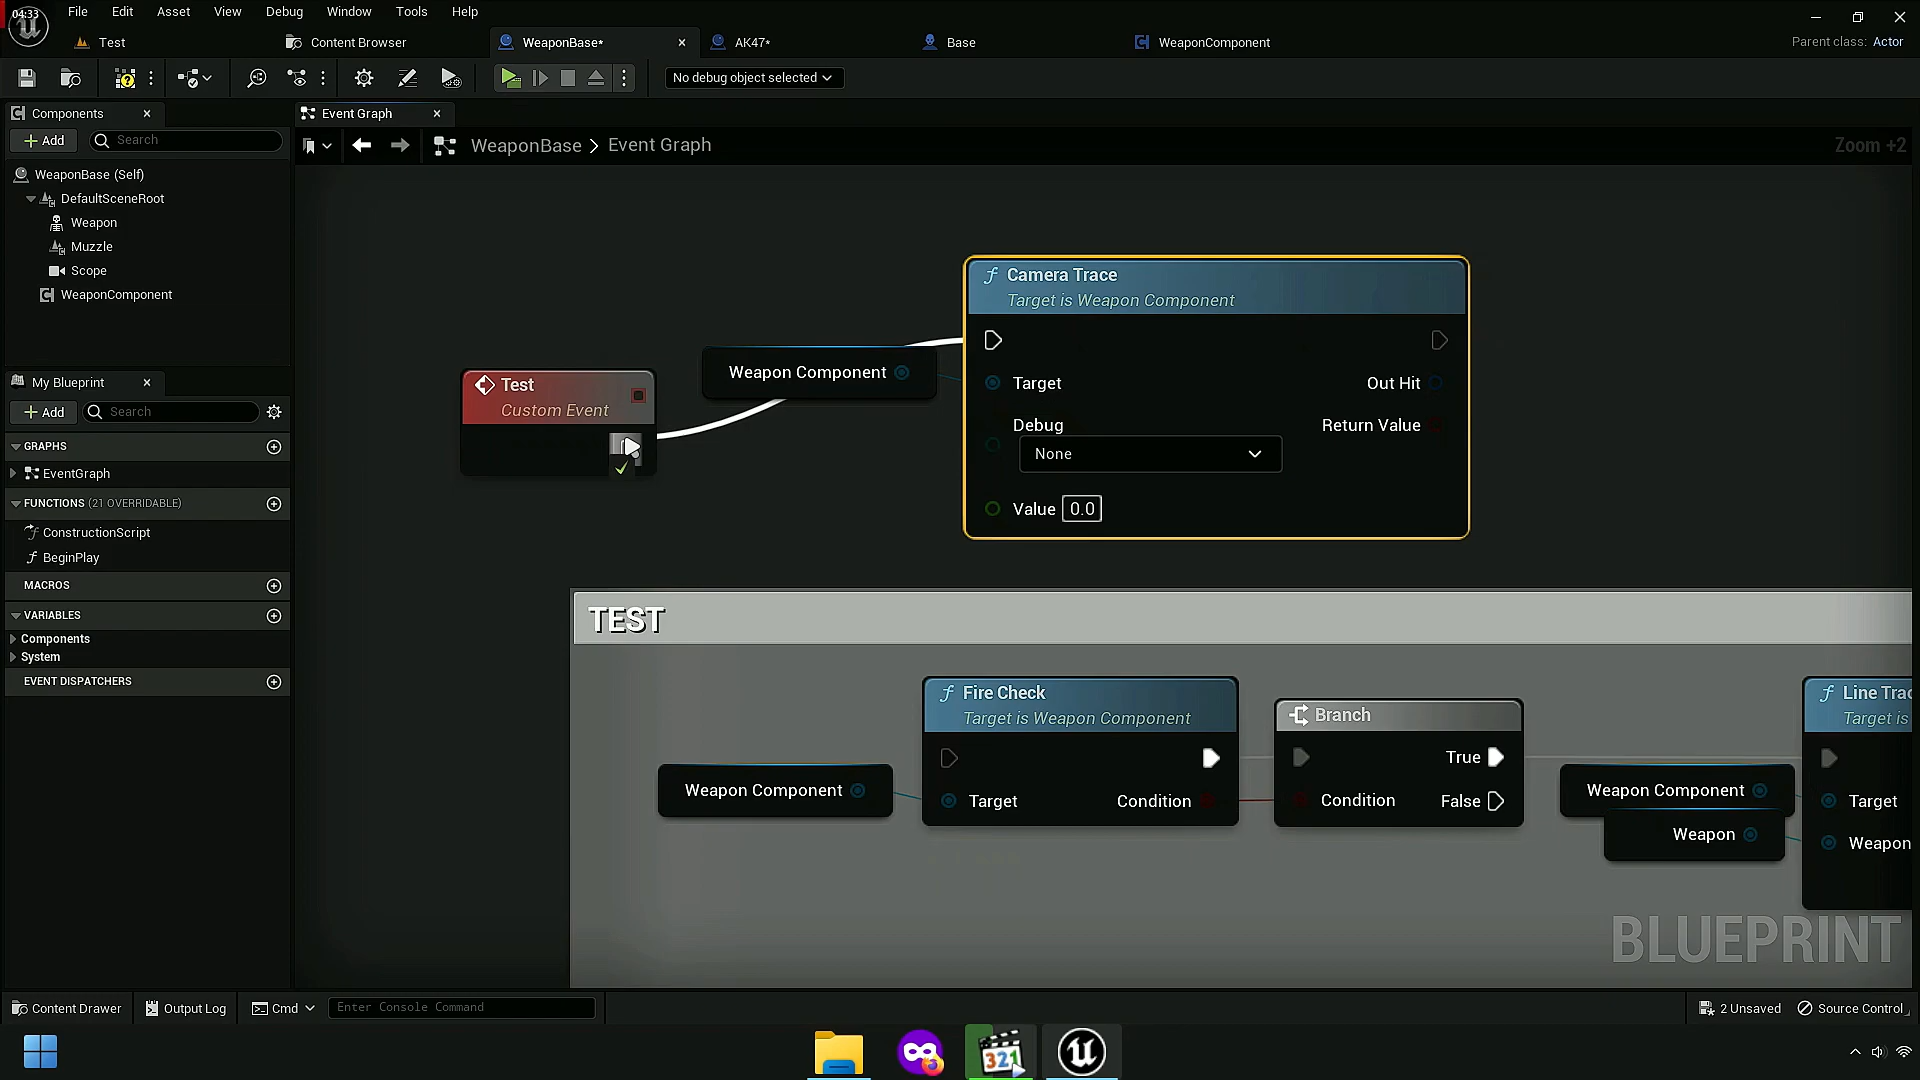 04:33
File Edit Asset View Debug Window Tools Help
Test Content Browser WeaponBase* AK47* Base WeaponComponent
Parent class: Actor
No debug object selected
Components
Add Search
WeaponBase (Self)
DefaultSceneRoot
Weapon
Muzzle
Scope
WeaponComponent
My Blueprint
Add Search
GRAPHS
EventGraph
FUNCTIONS (21 OVERRIDABLE)
ConstructionScript
BeginPlay
MACROS
VARIABLES
Components
System
EVENT DISPATCHERS
Event Graph
WeaponBase > Event Graph
Zoom +2
Test
Custom Event
Weapon Component
Camera Trace
Target is Weapon Component
Target
Out Hit
Debug
None
Return Value
Value 0.0
TEST
Weapon Component
Fire Check
Target is Weapon Component
Target
Condition
Branch
True
Condition
False
Weapon Component
Weapon
Line Trac
Target is
Target
Weapon
BLUEPRINT
Content Drawer Output Log Cmd Enter Console Command
2 Unsaved Source Control
321